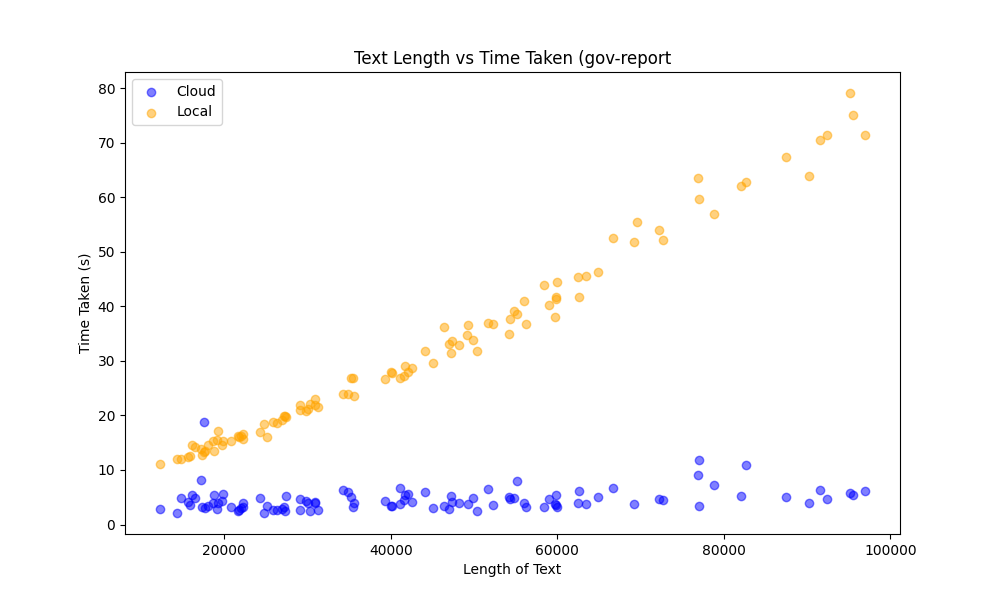 Text Length vs Time Taken (gov-report
Cloud
Local
80
70
60
50
40
30
20
10
0
Time Taken (s)
20000 40000 60000 80000 100000
Length of Text